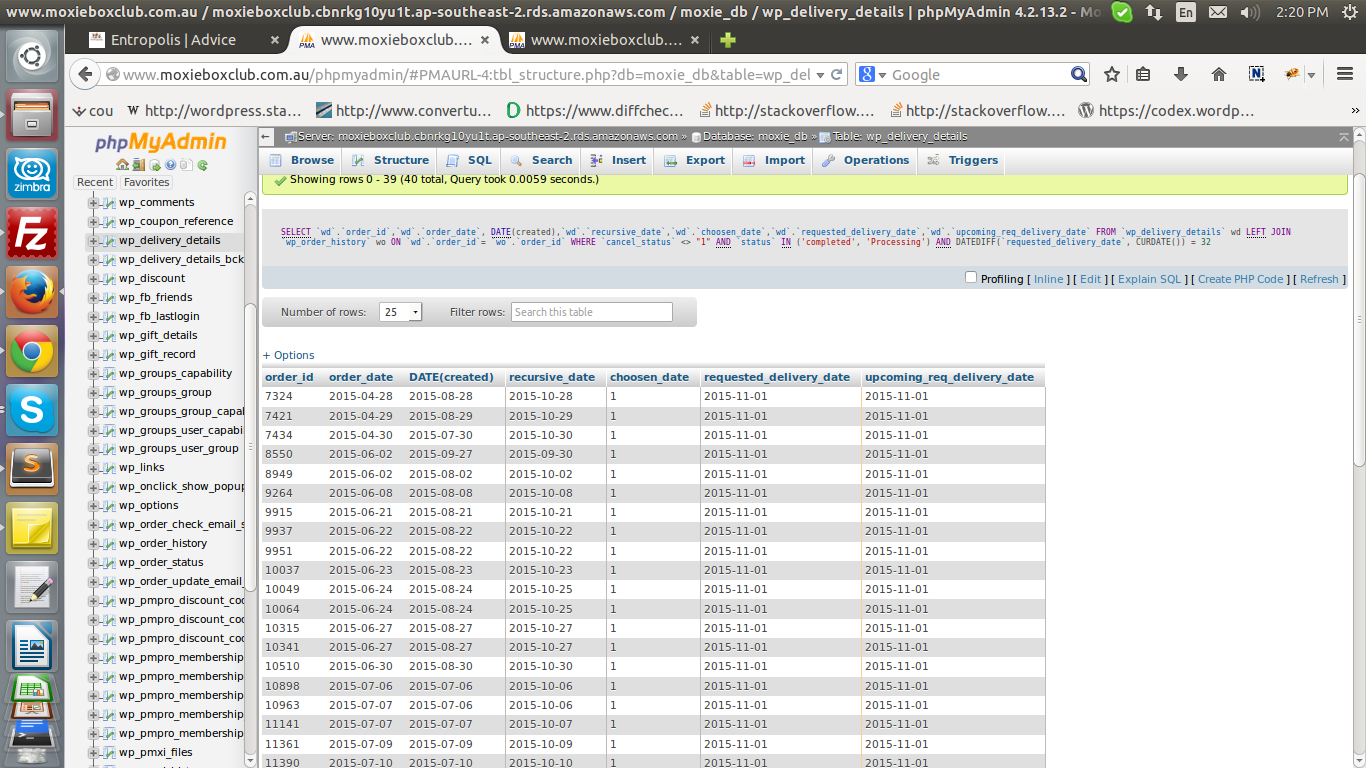 www.moxieboxclub.com.au / moxieboxclub.cbnrkg10yu1t.ap-southeast-2.rds.amazonaws.com / moxie_db / wp_delivery_details | phpMyAdmin 4.2.13.2 - Mo
En
2:20 PM
Entropolis | Advice
www.moxieboxclub.…
www.moxieboxclub.…
www.moxieboxclub.com.au/phpmyadmin/#PMAURL-4:tbl_structure.php?db=moxie_db&table=wp_del
Google
cou
http://wordpress.sta…
http://www.convertu…
https://www.diffchec…
http://stackoverflow.…
http://stackoverflow.…
https://codex.wordp…
phpMyAdmin
Recent
Favorites
wp_comments
wp_coupon_reference
wp_delivery_details
wp_delivery_details_bck
wp_discount
wp_fb_friends
wp_fb_lastlogin
wp_gift_details
wp_gift_record
wp_groups_capability
wp_groups_group
wp_groups_group_capal
wp_groups_user_capabi
wp_groups_user_group
wp_links
wp_onclick_show_popup
wp_options
wp_order_check_email_s
wp_order_history
wp_order_status
wp_order_update_email_
wp_pmpro_discount_cod
wp_pmpro_discount_cod
wp_pmpro_discount_cod
wp_pmpro_membership
wp_pmpro_membership
wp_pmpro_membership
wp_pmpro_membership
wp_pmpro_membership
wp_pmxi_files
zimbra
Server: moxieboxclub.cbnrkg10yu1t.ap-southeast-2.rds.amazonaws.com » Database: moxie_db » Table: wp_delivery_details
Browse Structure SQL Search Insert Export Import Operations Triggers
Showing rows 0 - 39 (40 total, Query took 0.0059 seconds.)
SELECT `wd`.`order_id`,`wd`.`order_date`, DATE(created),`wd`.`recursive_date`,`wd`.`choosen_date`,`wd`.`requested_delivery_date`,`wd`.`upcoming_req_delivery_date` FROM `wp_delivery_details` wd LEFT JOIN
`wp_order_history` wo ON `wd`.`order_id`= `wo`.`order_id` WHERE `cancel_status` <> "1" AND `status` IN ('completed', 'Processing') AND DATEDIFF(`requested_delivery_date`, CURDATE()) = 32
Profiling [ Inline ] [ Edit ] [ Explain SQL ] [ Create PHP Code ] [ Refresh ]
Number of rows: 25 Filter rows: Search this table
+ Options
order_id order_date DATE(created) recursive_date choosen_date requested_delivery_date upcoming_req_delivery_date
7324 2015-04-28 2015-08-28 2015-10-28 1 2015-11-01 2015-11-01
7421 2015-04-29 2015-08-29 2015-10-29 1 2015-11-01 2015-11-01
7434 2015-04-30 2015-07-30 2015-10-30 1 2015-11-01 2015-11-01
8550 2015-06-02 2015-09-27 2015-09-30 1 2015-11-01 2015-11-01
8949 2015-06-02 2015-08-02 2015-10-02 1 2015-11-01 2015-11-01
9264 2015-06-08 2015-08-08 2015-10-08 1 2015-11-01 2015-11-01
9915 2015-06-21 2015-08-21 2015-10-21 1 2015-11-01 2015-11-01
9937 2015-06-22 2015-08-22 2015-10-22 1 2015-11-01 2015-11-01
9951 2015-06-22 2015-08-22 2015-10-22 1 2015-11-01 2015-11-01
10037 2015-06-23 2015-08-23 2015-10-23 1 2015-11-01 2015-11-01
10049 2015-06-24 2015-08-24 2015-10-25 1 2015-11-01 2015-11-01
10064 2015-06-24 2015-08-24 2015-10-25 1 2015-11-01 2015-11-01
10315 2015-06-27 2015-08-27 2015-10-27 1 2015-11-01 2015-11-01
10341 2015-06-27 2015-08-27 2015-10-27 1 2015-11-01 2015-11-01
10510 2015-06-30 2015-08-30 2015-10-30 1 2015-11-01 2015-11-01
10898 2015-07-06 2015-07-06 2015-10-06 1 2015-11-01 2015-11-01
10963 2015-07-07 2015-07-06 2015-10-06 1 2015-11-01 2015-11-01
11141 2015-07-07 2015-07-07 2015-10-07 1 2015-11-01 2015-11-01
11361 2015-07-09 2015-07-09 2015-10-09 1 2015-11-01 2015-11-01
11390 2015-07-10 2015-07-10 2015-10-10 1 2015-11-01 2015-11-01